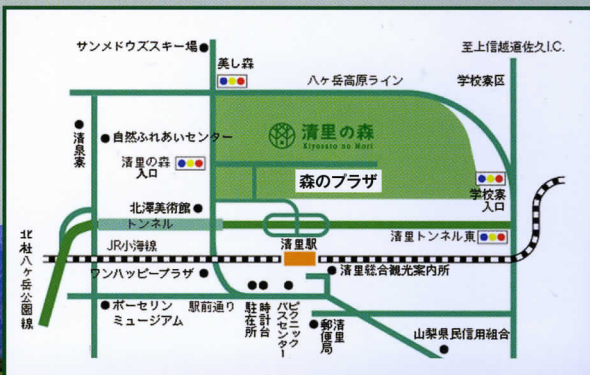 サンメドウズスキー場
至上信越道佐久I.C.
美し森
八ヶ岳高原ライン
学校寮区
清泉寮
自然ふれあいセンター
清里の森
Kiyosato no Mori
清里の森
入口
森のプラザ
学校寮
入口
北澤美術館
トンネル
清里トンネル東
北杜八ヶ岳公園線
JR小海線
清里駅
ワンハッピープラザ
清里総合観光案内所
ポーセリン
ミュージアム
駅前通り
駐在所
時計台
ピクニック
バスセンター
清里
郵便局
山梨県民信用組合